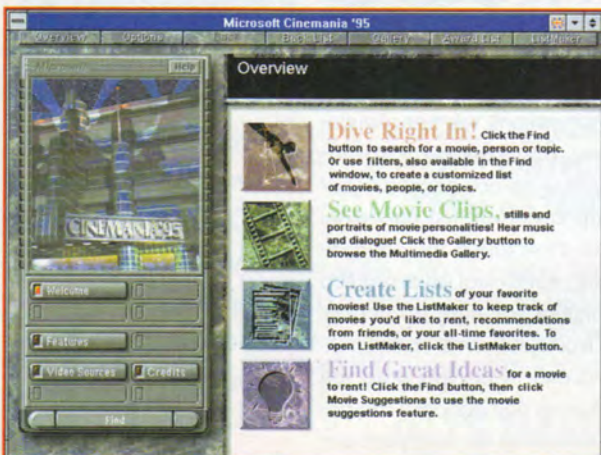 Microsoft Cinemania '95
Overview Options Back List Gallery Award List ListMaker
Help
CINEMANIA'95
Welcome
Features
Video Sources Credits
Find
Overview
Dive Right In! Click the Find
button to search for a movie, person or topic.
Or use filters, also available in the Find
window, to create a customized list
of movies, people, or topics.
See Movie Clips, stills and
portraits of movie personalities! Hear music
and dialogue! Click the Gallery button to
browse the Multimedia Gallery.
Create Lists of your favorite
movies! Use the ListMaker to keep track of
movies you'd like to rent, recommendations
from friends, or your all-time favorites. To
open ListMaker, click the ListMaker button.
Find Great Ideas for a movie
to rent! Click the Find button, then click
Movie Suggestions to use the movie
suggestions feature.